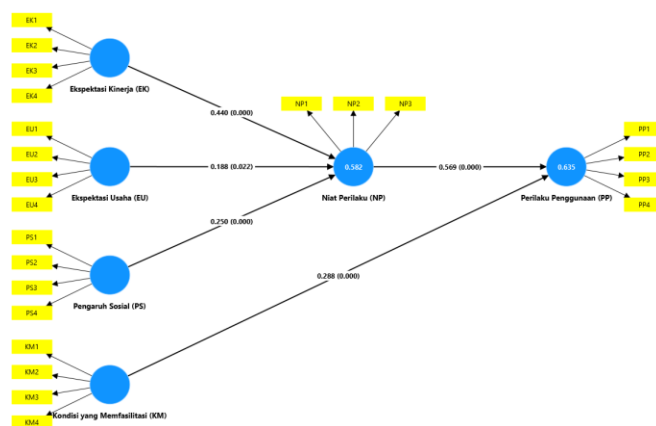 EK1
EK2
EK3
EK4
Ekspektasi Kinerja (EK)
0.440 (0.000)
NP1
NP2
NP3
EU1
EU2
EU3
EU4
Ekspektasi Usaha (EU)
0.188 (0.022)
0.582
Niat Perilaku (NP)
0.569 (0.000)
0.635
Perilaku Penggunaan (PP)
PP1
PP2
PP3
PP4
0.250 (0.000)
PS1
PS2
PS3
PS4
Pengaruh Sosial (PS)
0.288 (0.000)
KM1
KM2
KM3
KM4
Kondisi yang Memfasilitasi (KM)